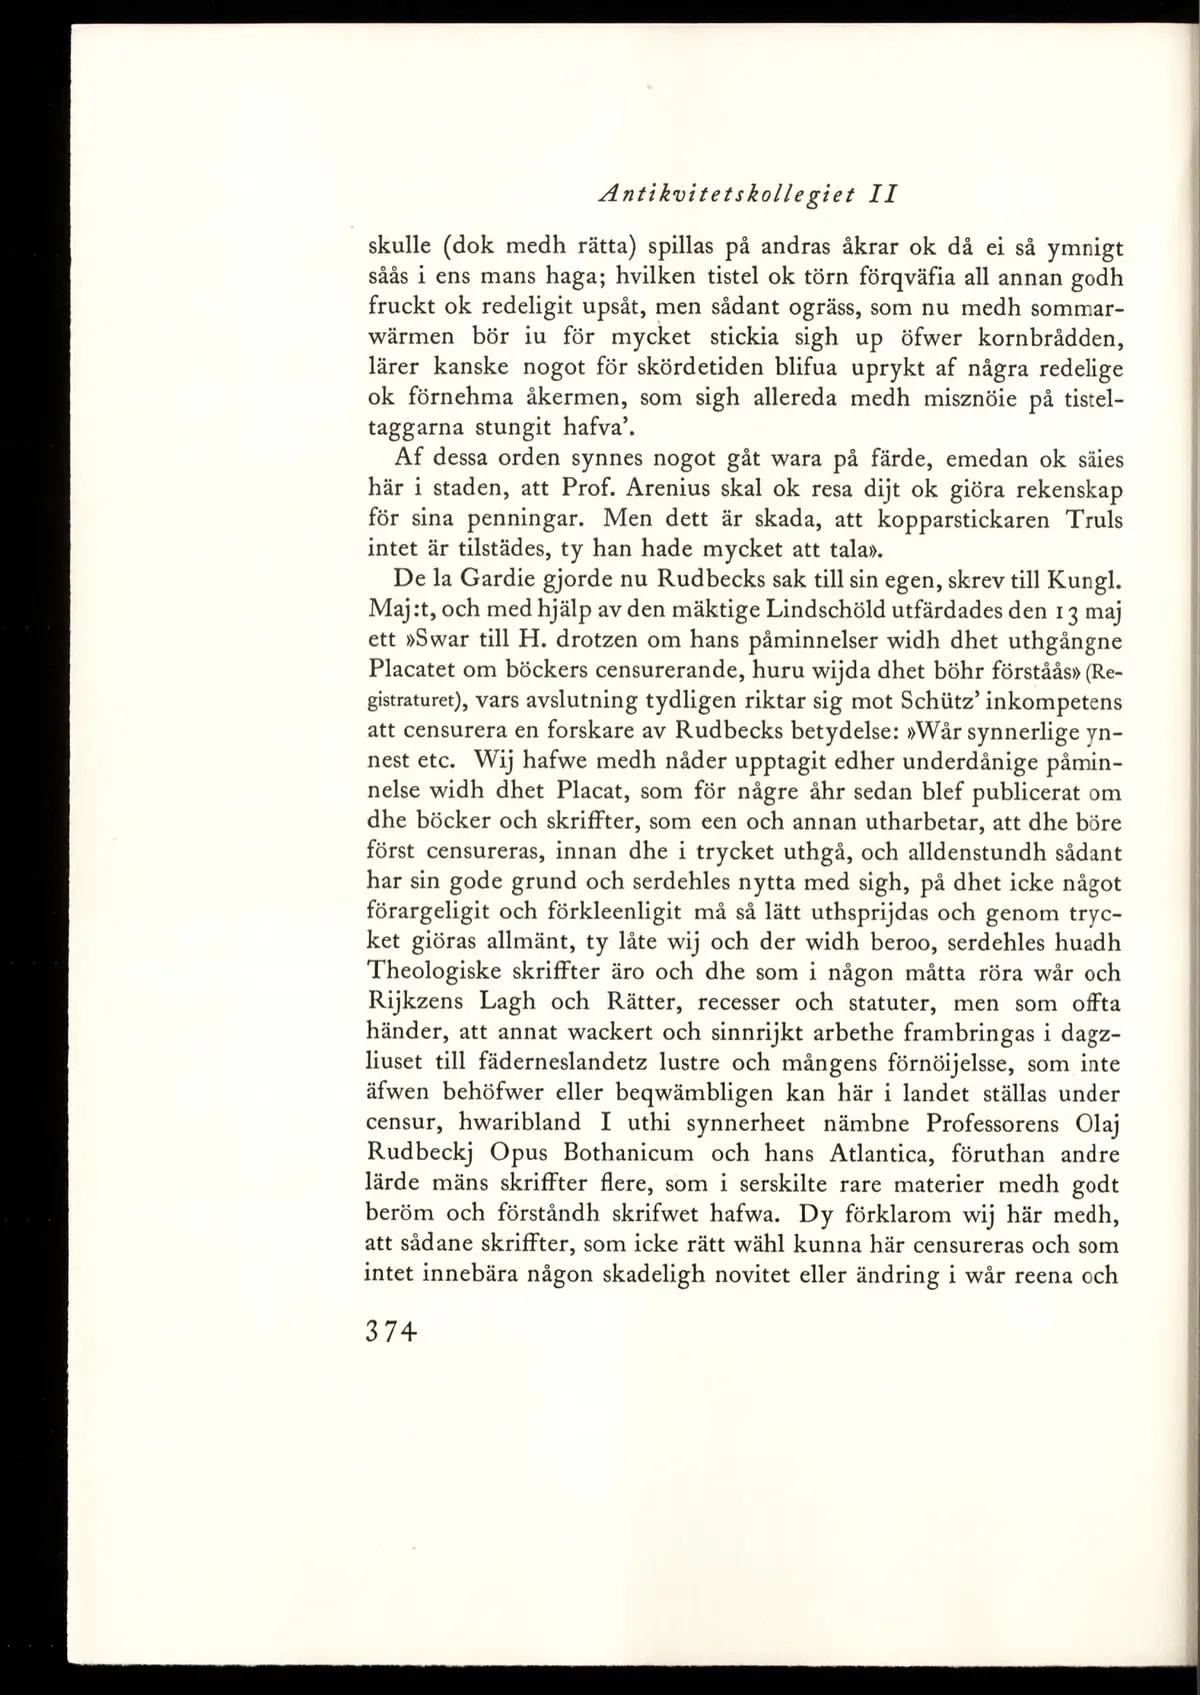 Antikvitetskollegiet II
skulle (dok medh rätta) spillas på andras åkrar ok då ei så ymnigt
såås i ens mans haga; hvilken tistel ok törn förqväfia all annan godh
fruckt ok redeligit upsåt, men sådant ogräss, som nu medh sommar-
wärmen bör iu för mycket stickia sigh up öfwer kornbrådden,
lärer kanske nogot för skördetiden blifua uprykt af några redelige
ok förnehma åkermen, som sigh allereda medh misznöie på tistel-
taggarna stungit hafva’.
Af dessa orden synnes nogot gåt wara på färde, emedan ok säies
här i staden, att Prof. Arenius skal ok resa dijt ok giöra rekenskap
för sina penningar. Men dett är skada, att kopparstickaren Truls
intet är tilstädes, ty han hade mycket att tala».
De la Gardie gjorde nu Rudbecks sak till sin egen, skrev till Kungl.
Maj:t, och med hjälp av den mäktige Lindschöld utfärdades den 13 maj
ett »Swar till H. drotzen om hans påminnelser widh dhet uthgångne
Placatet om böckers censurerande, huru wijda dhet böhr förståås» (Re-
gistraturet), vars avslutning tydligen riktar sig mot Schütz’ inkompetens
att censurera en forskare av Rudbecks betydelse: »Wår synnerlige yn-
nest etc. Wij hafwe medh nåder upptagit edher underdånige påmin-
nelse widh dhet Placat, som för någre åhr sedan blef publicerat om
dhe böcker och skriffter, som een och annan utharbetar, att dhe böre
först censureras, innan dhe i trycket uthgå, och alldenstundh sådant
har sin gode grund och serdehles nytta med sigh, på dhet icke något
förargeligit och förkleenligit må så lätt uthsprijdas och genom tryc-
ket giöras allmänt, ty låte wij och der widh beroo, serdehles huadh
Theologiske skriffter äro och dhe som i någon måtta röra wår och
Rijkzens Lagh och Rätter, recesser och statuter, men som offta
händer, att annat wackert och sinnrijkt arbethe frambringas i dagz-
liuset till fäderneslandetz lustre och mångens förnöijelsse, som inte
äfwen behöfwer eller beqwämbligen kan här i landet ställas under
censur, hwaribland I uthi synnerheet nämbne Professorens Olaj
Rudbeckj Opus Bothanicum och hans Atlantica, föruthan andre
lärde mäns skriffter flere, som i serskilte rare materier medh godt
beröm och förståndh skrifwet hafwa. Dy förklarom wij här medh,
att sådane skriffter, som icke rätt wähl kunna här censureras och som
intet innebära någon skadeligh novitet eller ändring i wår reena och
374